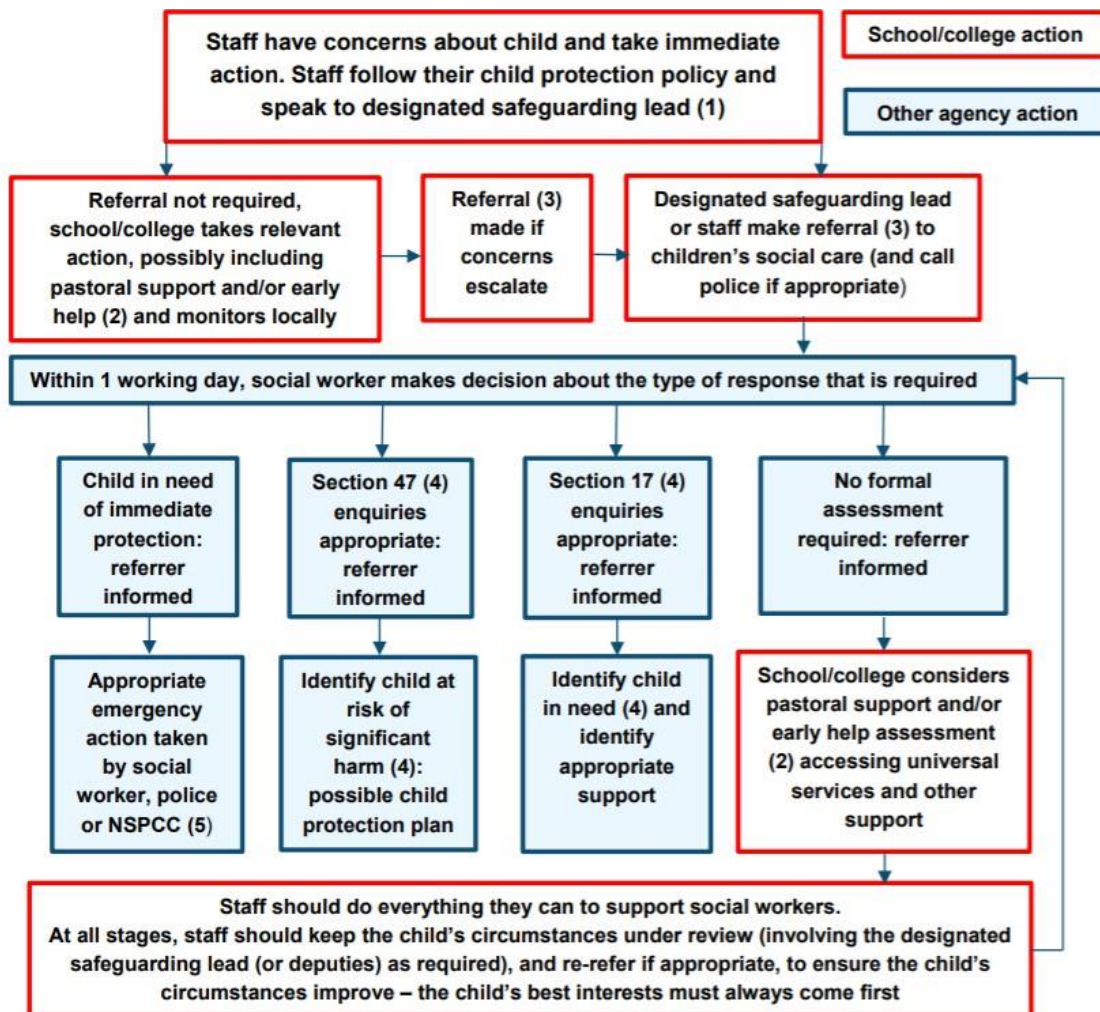 Staff have concerns about child and take immediate
action. Staff follow their child protection policy and
speak to designated safeguarding lead (1)
School/college action
Other agency action
Referral not required,
school/college takes relevant
action, possibly including
pastoral support and/or early
help (2) and monitors locally
Referral (3)
made if
concerns
escalate
Designated safeguarding lead
or staff make referral (3) to
children’s social care (and call
police if appropriate)
Within 1 working day, social worker makes decision about the type of response that is required
Child in need
of immediate
protection:
referrer
informed
Section 47 (4)
enquiries
appropriate:
referrer
informed
Section 17 (4)
enquiries
appropriate:
referrer
informed
No formal
assessment
required: referrer
informed
Appropriate
emergency
action taken
by social
worker, police
or NSPCC (5)
Identify child at
risk of
significant
harm (4):
possible child
protection plan
Identify child
in need (4) and
identify
appropriate
support
School/college considers
pastoral support and/or
early help assessment
(2) accessing universal
services and other
support
Staff should do everything they can to support social workers.
At all stages, staff should keep the child’s circumstances under review (involving the designated
safeguarding lead (or deputies) as required), and re-refer if appropriate, to ensure the child’s
circumstances improve – the child’s best interests must always come first